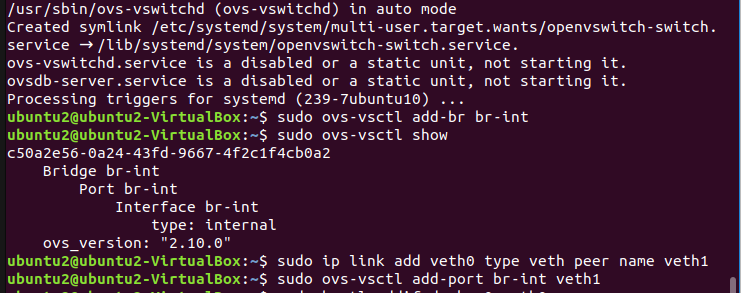 /usr/sbin/ovs-vswitchd (ovs-vswitchd) in auto mode
Created symlink /etc/systemd/system/multi-user.target.wants/openvswitch-switch.
service → /lib/systemd/system/openvswitch-switch.service.
ovs-vswitchd.service is a disabled or a static unit, not starting it.
ovsdb-server.service is a disabled or a static unit, not starting it.
Processing triggers for systemd (239-7ubuntu10) ...
ubuntu2@ubuntu2-VirtualBox:~$ sudo ovs-vsctl add-br br-int
ubuntu2@ubuntu2-VirtualBox:~$ sudo ovs-vsctl show
c50a2e56-0a24-43fd-9667-4f2c1f4cb0a2
    Bridge br-int
        Port br-int
            Interface br-int
                type: internal
    ovs_version: "2.10.0"
ubuntu2@ubuntu2-VirtualBox:~$ sudo ip link add veth0 type veth peer name veth1
ubuntu2@ubuntu2-VirtualBox:~$ sudo ovs-vsctl add-port br-int veth1